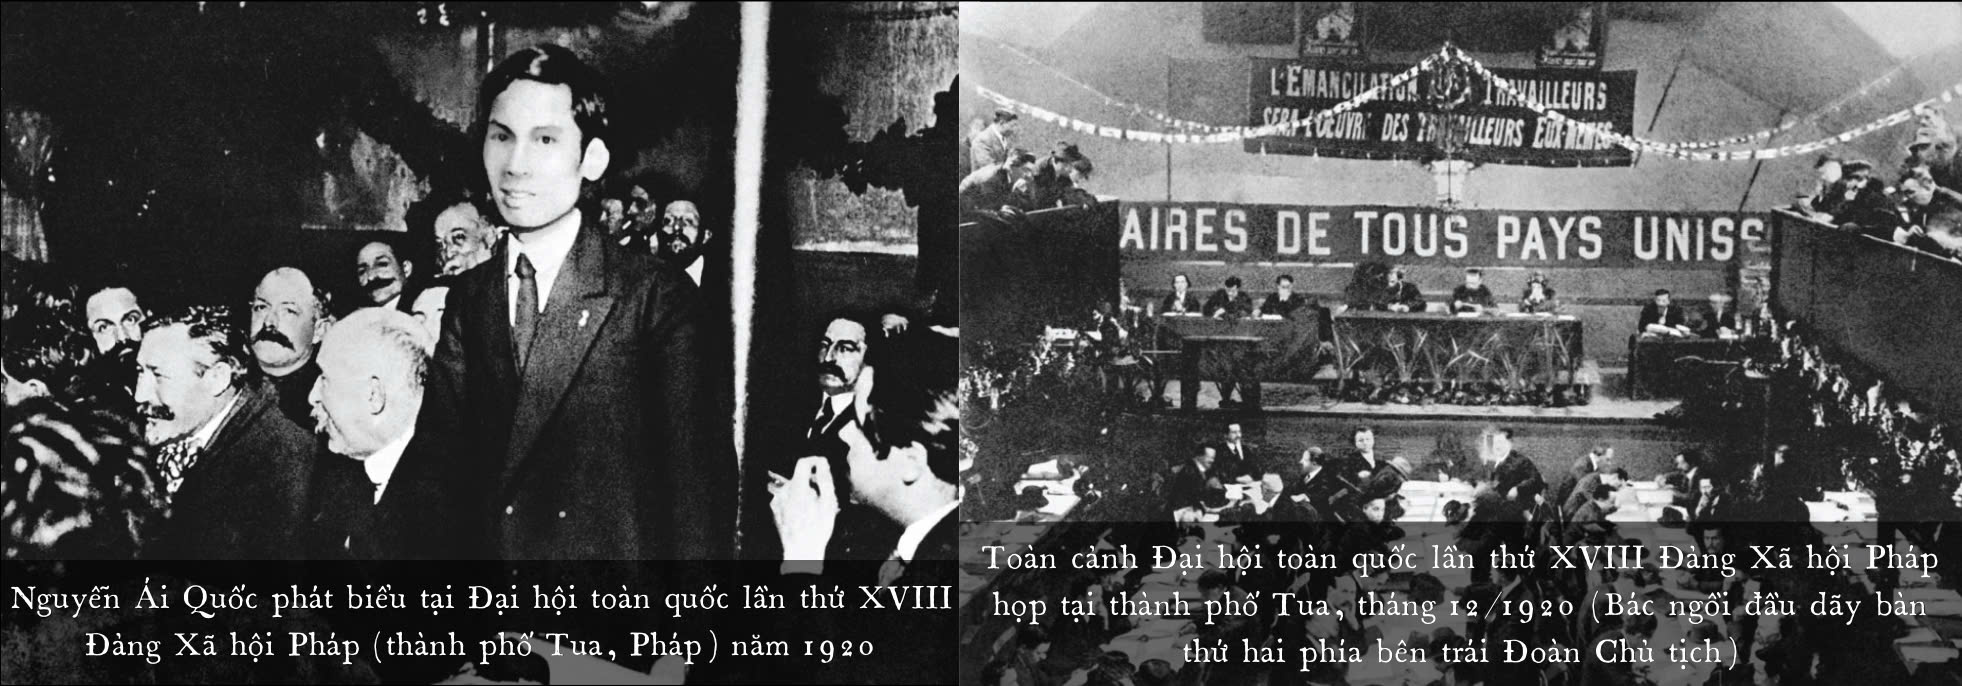 Nguyễn Ái Quốc phát biểu tại Đại hội toàn quốc lần thứ XVIII
Đảng Xã hội Pháp (thành phố Tua, Pháp) năm 1920
L'ÉMANCIPATION TRAVAILLEURS
SERA L'OEUVRE DES TRAVAILLEURS EUX-MEMES
AIRES DE TOUS PAYS UNISS
Toàn cảnh Đại hội toàn quốc lần thứ XVIII Đảng Xã hội Pháp
họp tại thành phố Tua, tháng 12/1920 (Bác ngồi đầu dãy bàn
thứ hai phía bên trái Đoàn Chủ tịch)